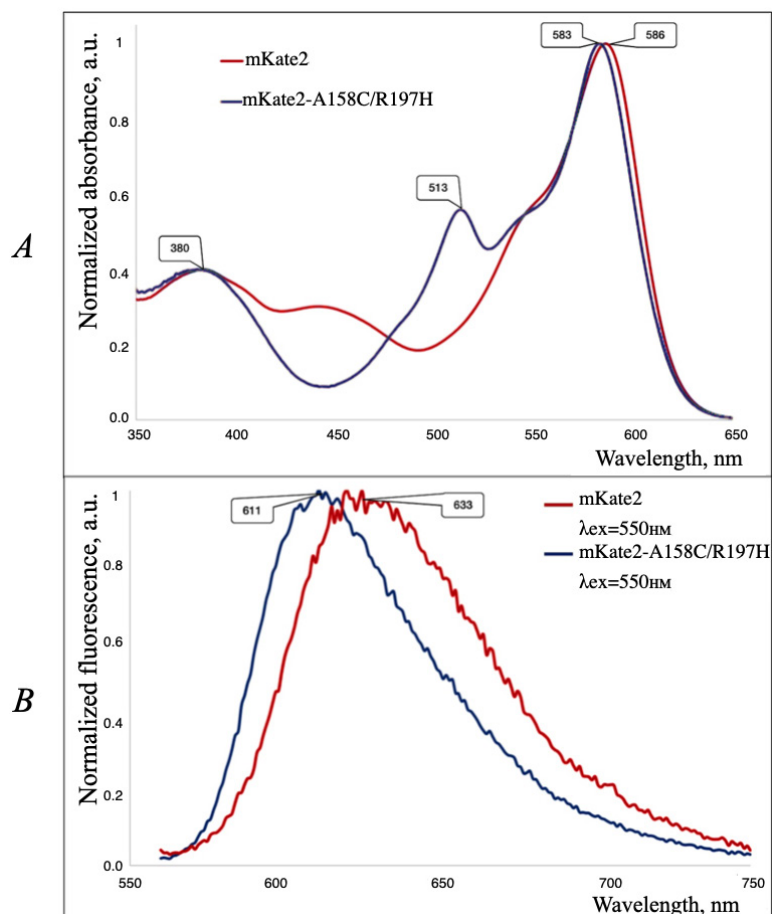 A
Normalized absorbance, a.u.
1
0.8
0.6
0.4
0.2
0.0
mKate2
mKate2-A158C/R197H
380
513
583
586
350
400
450
500
550
600
650
Wavelength, nm
B
Normalized fluorescence, a.u.
1
0.8
0.6
0.4
0.2
0.0
611
633
mKate2
λex=550нм
mKate2-A158C/R197H
λex=550нм
550
600
650
700
750
Wavelength, nm